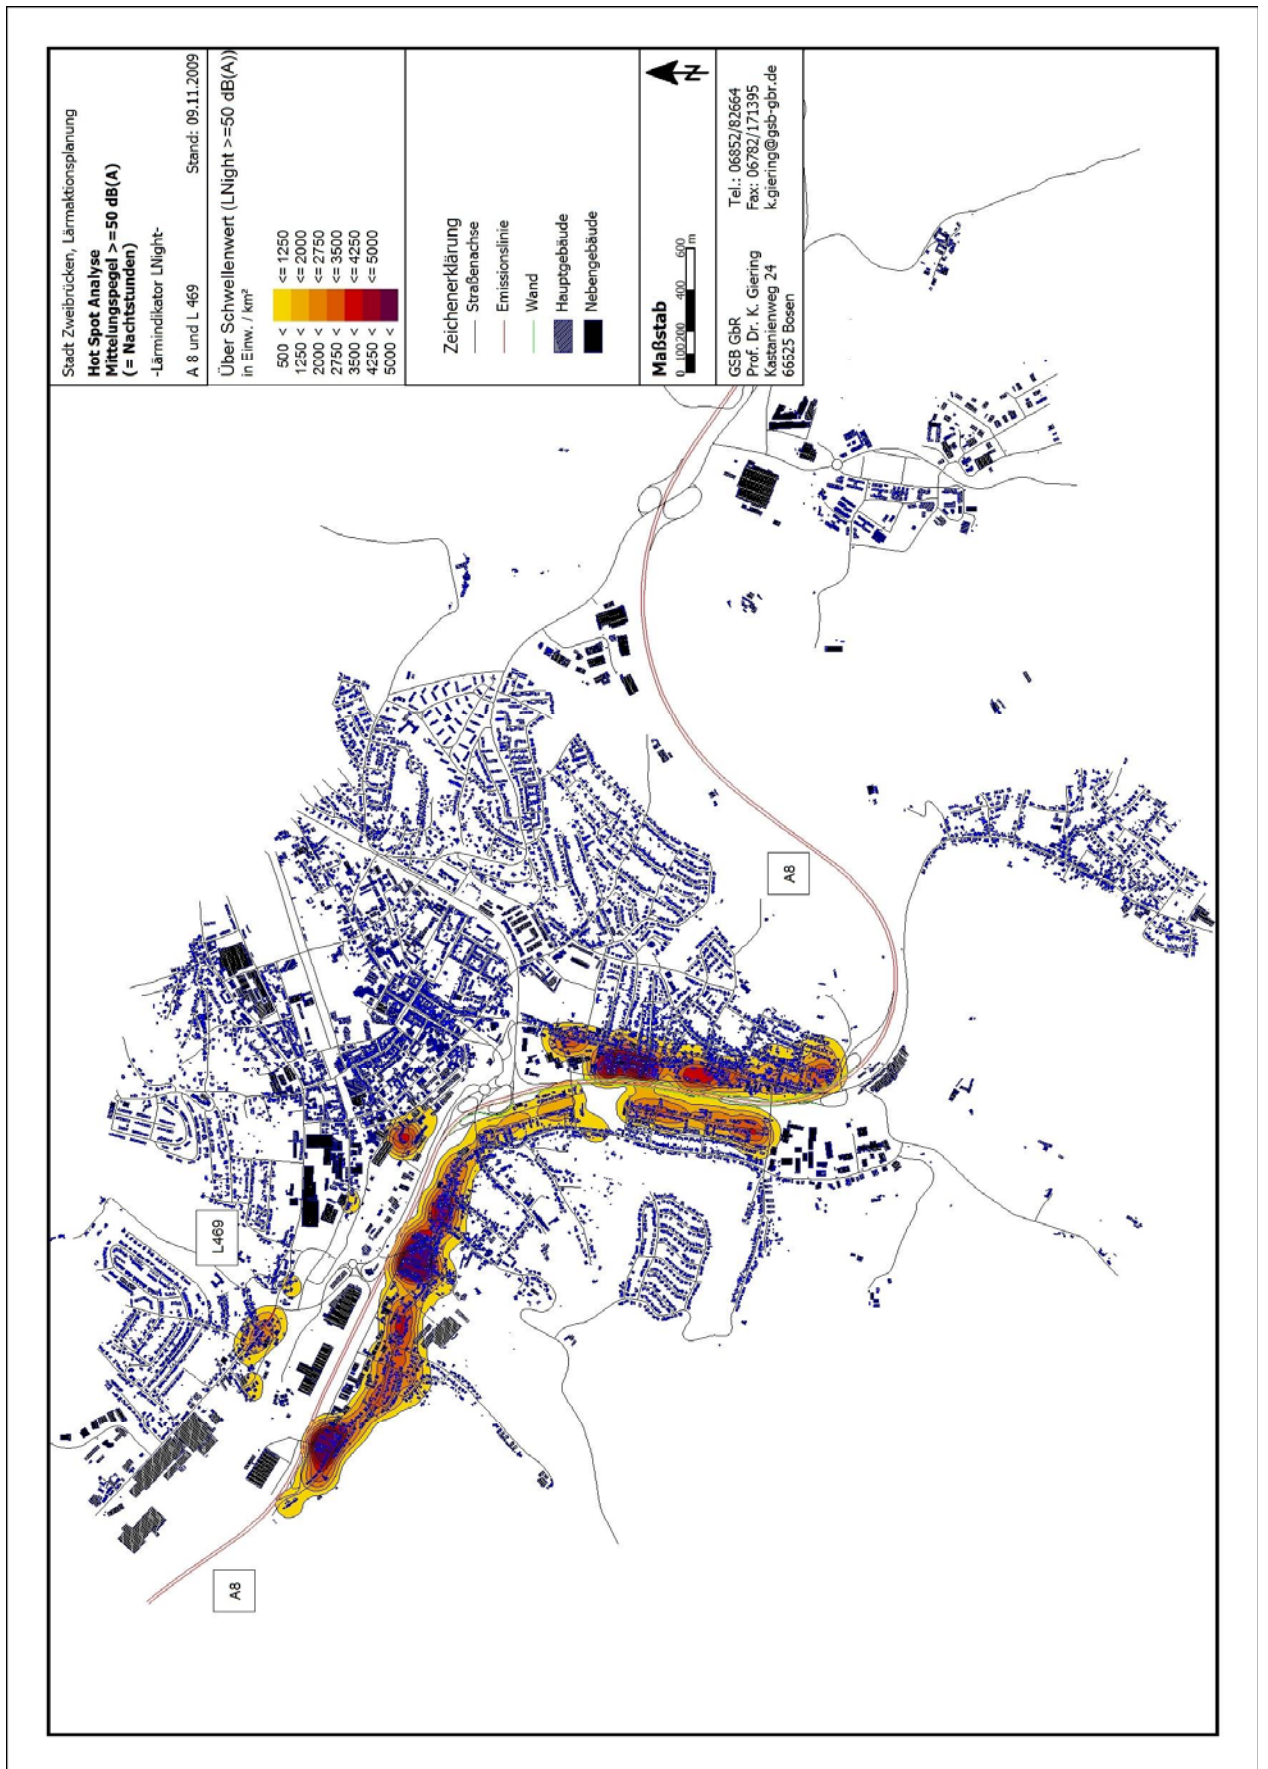 Stadt Zweibrücken, Lärmaktionsplanung
Hot Spot Analyse
Mittelungspegel >=50 dB(A)
(= Nachtstunden)
-Lärmindikator LNight-
A 8 und L 469 Stand: 09.11.2009
Über Schwellenwert (LNight >=50 dB(A))
in Einw. / km²
500 < <= 1250
1250 < <= 2000
2000 < <=2750
2750 < <=3500
3500 < <=4250
4250 < <=5000
5000 <
Zeichenerklärung
Straßenachse
Emissionslinie
Wand
Hauptgebäude
Nebengebäude
Maßstab
0 100200 400 600
m
N
GSB GbR Tel.: 06852/82664
Prof. Dr. K. Giering Fax: 06782/171395
Kastanienweg 24 k.giering@gsb-gbr.de
66625 Bosen
L469
A8
A8